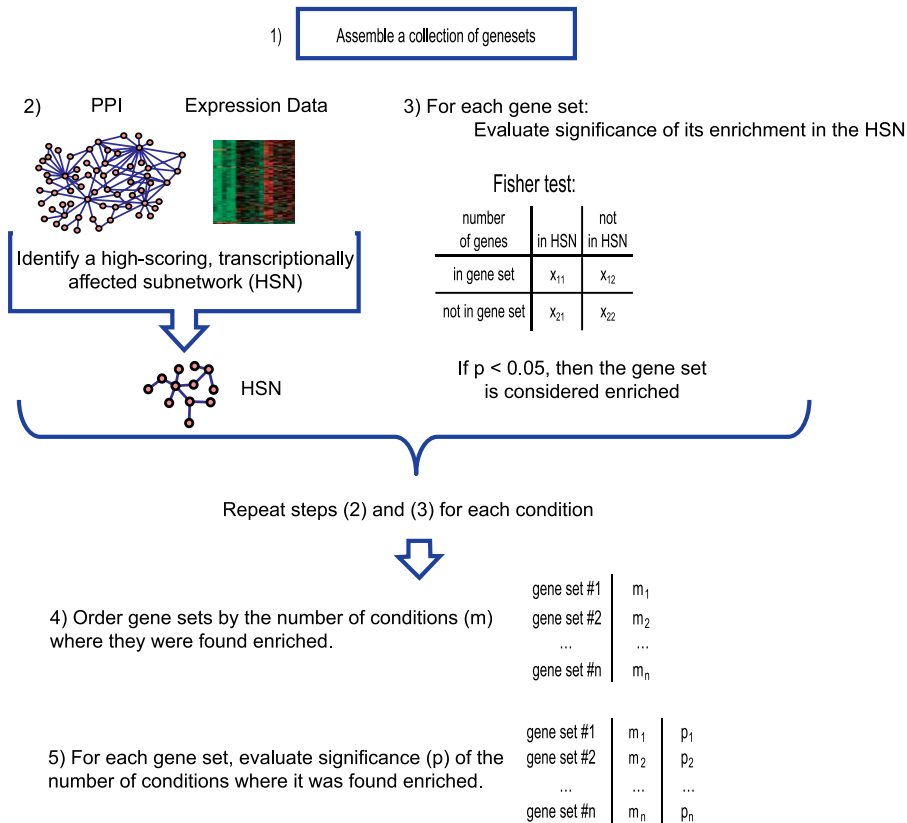 1) Assemble a collection of genesets
2) PPI Expression Data
Identify a high-scoring, transcriptionally
affected subnetwork (HSN)
HSN
3) For each gene set:
Evaluate significance of its enrichment in the HSN
Fisher test:
number
of genes
in HSN
not
in HSN
in gene set x11 x12
not in gene set x21 x22
If p < 0.05, then the gene set
is considered enriched
Repeat steps (2) and (3) for each condition
4) Order gene sets by the number of conditions (m)
where they were found enriched.
gene set #1 m1
gene set #2 m2
... ...
gene set #n mn
5) For each gene set, evaluate significance (p) of the
number of conditions where it was found enriched.
gene set #1 m1 p1
gene set #2 m2 p2
... ... ...
gene set #n mn pn